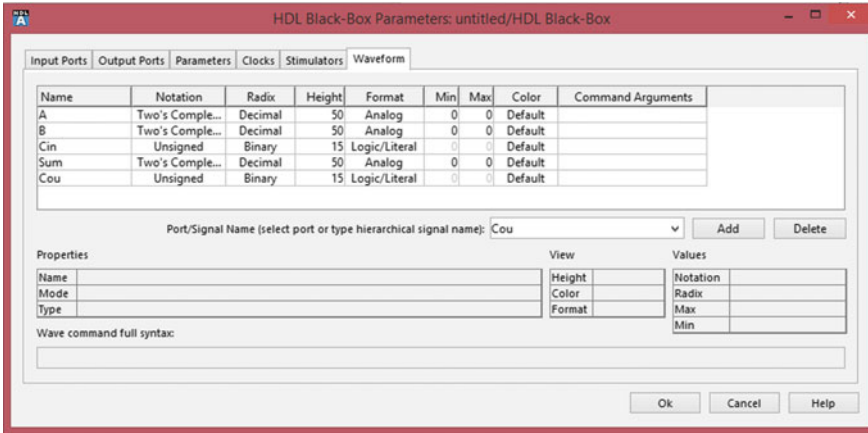 HDL
A
HDL Black-Box Parameters: untitled/HDL Black-Box
Input Ports Output Ports Parameters Clocks Stimulators Waveform
Name Notation Radix Height Format Min Max Color Command Arguments
A Two's Comple... Decimal 50 Analog 0 0 Default
B Two's Comple... Decimal 50 Analog 0 0 Default
Cin Unsigned Binary 15 Logic/Literal 0 0 Default
Sum Two's Comple... Decimal 50 Analog 0 0 Default
Cou Unsigned Binary 15 Logic/Literal 0 0 Default
Port/Signal Name (select port or type hierarchical signal name): Cou Add Delete
Properties View Values
Name Height Notation
Mode Color Radix
Type Format Max
Min
Wave command full syntax:
Ok Cancel Help